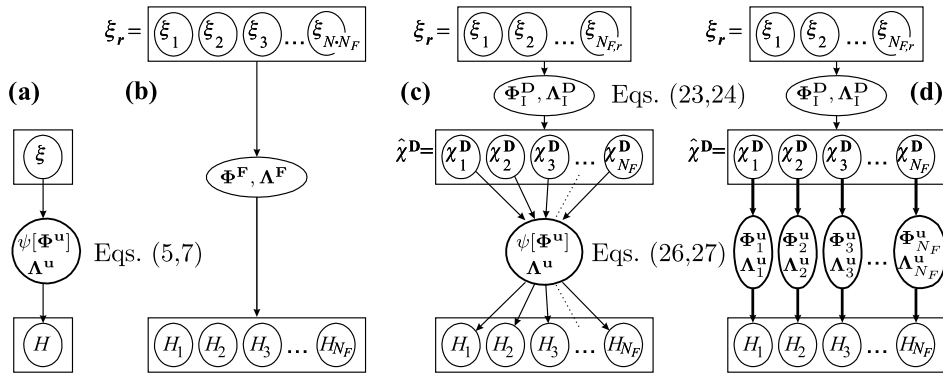 ξ_r = ξ_1 ξ_2 ξ_3 ... ξ_{N·N_F}
ξ_r = ξ_1 ξ_2 ... ξ_{N_{F,r}}
ξ_r = ξ_1 ξ_2 ... ξ_{N_{F,r}}
(a)
(b)
(c)
Φ_I^D, Λ_I^D
Eqs. (23,24)
Φ_I^D, Λ_I^D
(d)
ξ
Φ^F, Λ^F
χ̂^D= χ_1^D χ_2^D χ_3^D ... χ_{N_F}^D
χ̂^D= χ_1^D χ_2^D χ_3^D ... χ_{N_F}^D
ψ[Φ^u]
Λ^u
Eqs. (5,7)
ψ[Φ^u]
Λ^u
Eqs. (26,27)
Φ_1^u Φ_2^u Φ_3^u ... Φ_{N_F}^u
Λ_1^u Λ_2^u Λ_3^u Λ_{N_F}^u
H
H_1 H_2 H_3 ... H_{N_F}
H_1 H_2 H_3 ... H_{N_F}
H_1 H_2 H_3 ... H_{N_F}